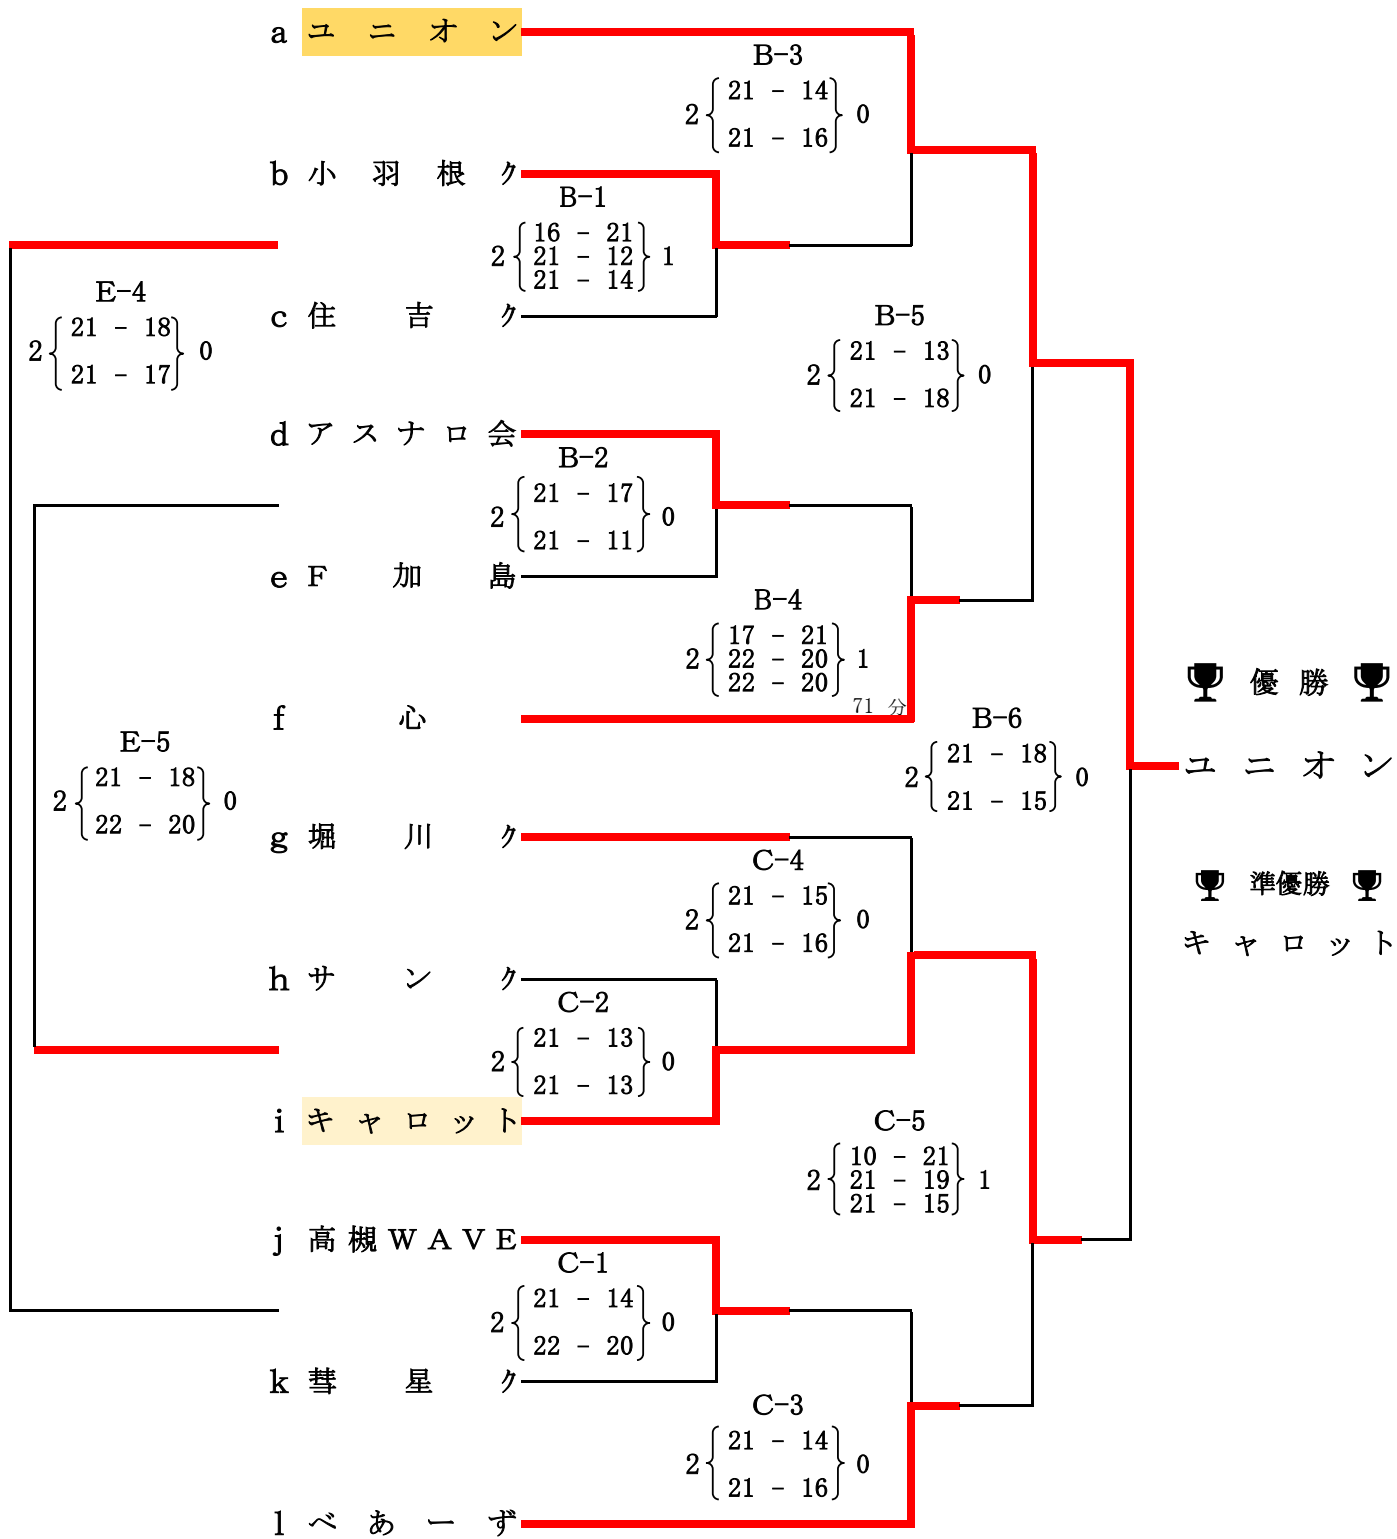 a ユニオン
B-3
21 - 14
2 0
21 - 16
b 小羽根ク
B-1
16 - 21
2 21 - 12 1
21 - 14
E-4
21 - 18
2 0
21 - 17
c 住吉ク
B-5
21 - 13
2 0
21 - 18
d アスナロ会
B-2
21 - 17
2 0
21 - 11
e F加島
B-4
17 - 21
2 22 - 20 1
22 - 20
71 分
優勝
f 心
B-6
E-5
21 - 18
2 0
21 - 15
ユニオン
21 - 18
2 0
22 - 20
g 堀川ク
C-4
21 - 15
2 0
21 - 16
準優勝
キャロット
h サンク
C-2
21 - 13
2 0
21 - 13
i キャロット
C-5
10 - 21
2 21 - 19 1
21 - 15
j 高槻WAVE
C-1
21 - 14
2 0
22 - 20
k 彗星ク
C-3
21 - 14
2 0
21 - 16
l べあーず